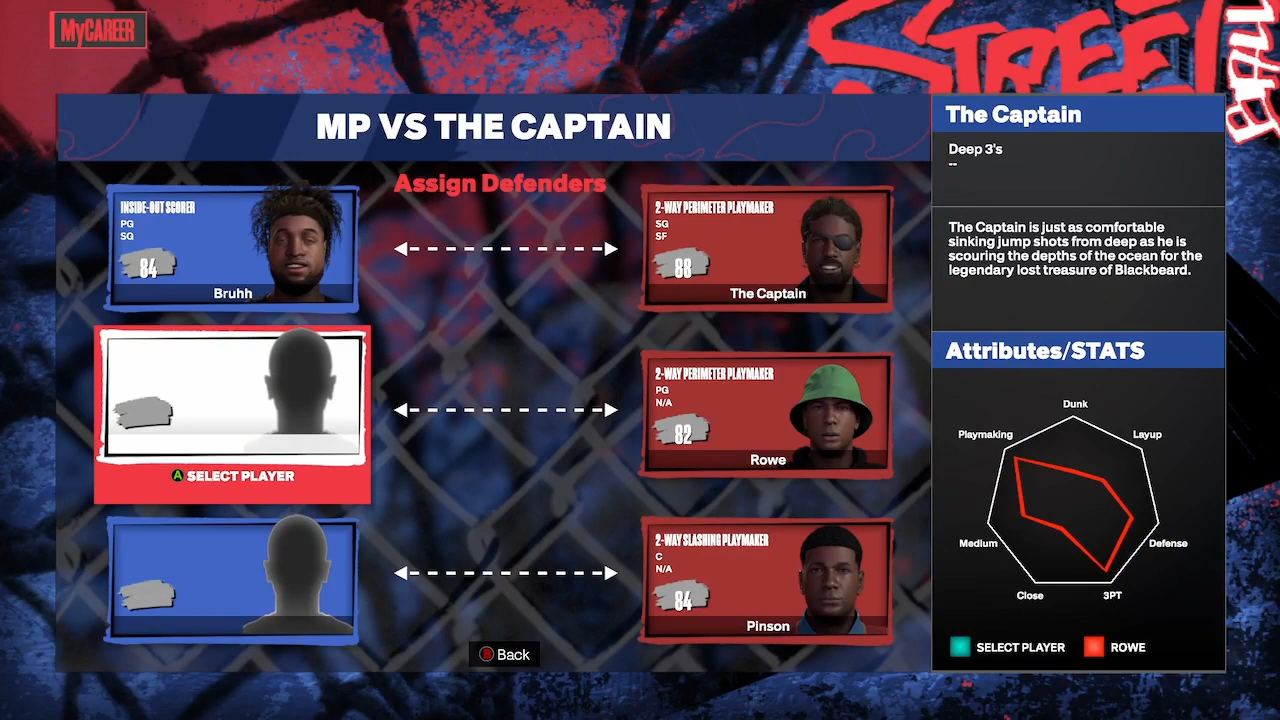 MyCAREER
STREET
MP VS THE CAPTAIN
Assign Defenders
INSIDE-OUT SCORER
PG
SG
84
Bruhh
2-WAY PERIMETER PLAYMAKER
SG
SF
88
The Captain
A SELECT PLAYER
2-WAY PERIMETER PLAYMAKER
PG
N/A
82
Rowe
2-WAY SLASHING PLAYMAKER
C
N/A
84
Pinson
B Back
The Captain
Deep 3's
--
The Captain is just as comfortable
sinking jump shots from deep as he is
scouring the depths of the ocean for the
legendary lost treasure of Blackbeard.
Attributes/STATS
Dunk
Playmaking
Layup
Medium
Defense
Close
3PT
SELECT PLAYER
ROWE